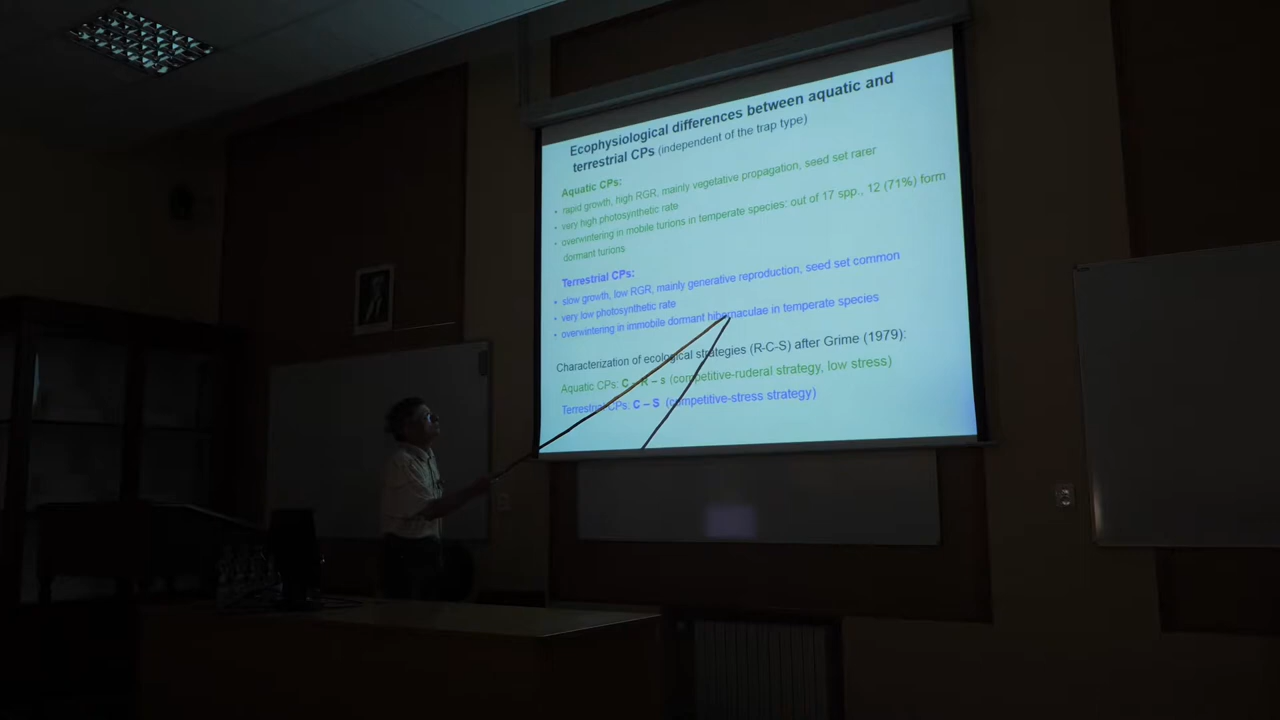 Ecophysiological differences between aquatic and
terrestrial CPs (independent of the trap type)
Aquatic CPs:
• rapid growth, high RGR, mainly vegetative propagation, seed set rarer
• very high photosynthetic rate
• overwintering in mobile turions in temperate species: out of 17 spp., 12 (71%) form
dormant turions
Terrestrial CPs:
• slow growth, low RGR, mainly generative reproduction, seed set common
• very low photosynthetic rate
• overwintering in immobile dormant hibernaculae in temperate species
Characterization of ecological strategies (R-C-S) after Grime (1979):
Aquatic CPs: C – R – s (competitive-ruderal strategy, low stress)
Terrestrial CPs: C – S (competitive-stress strategy)